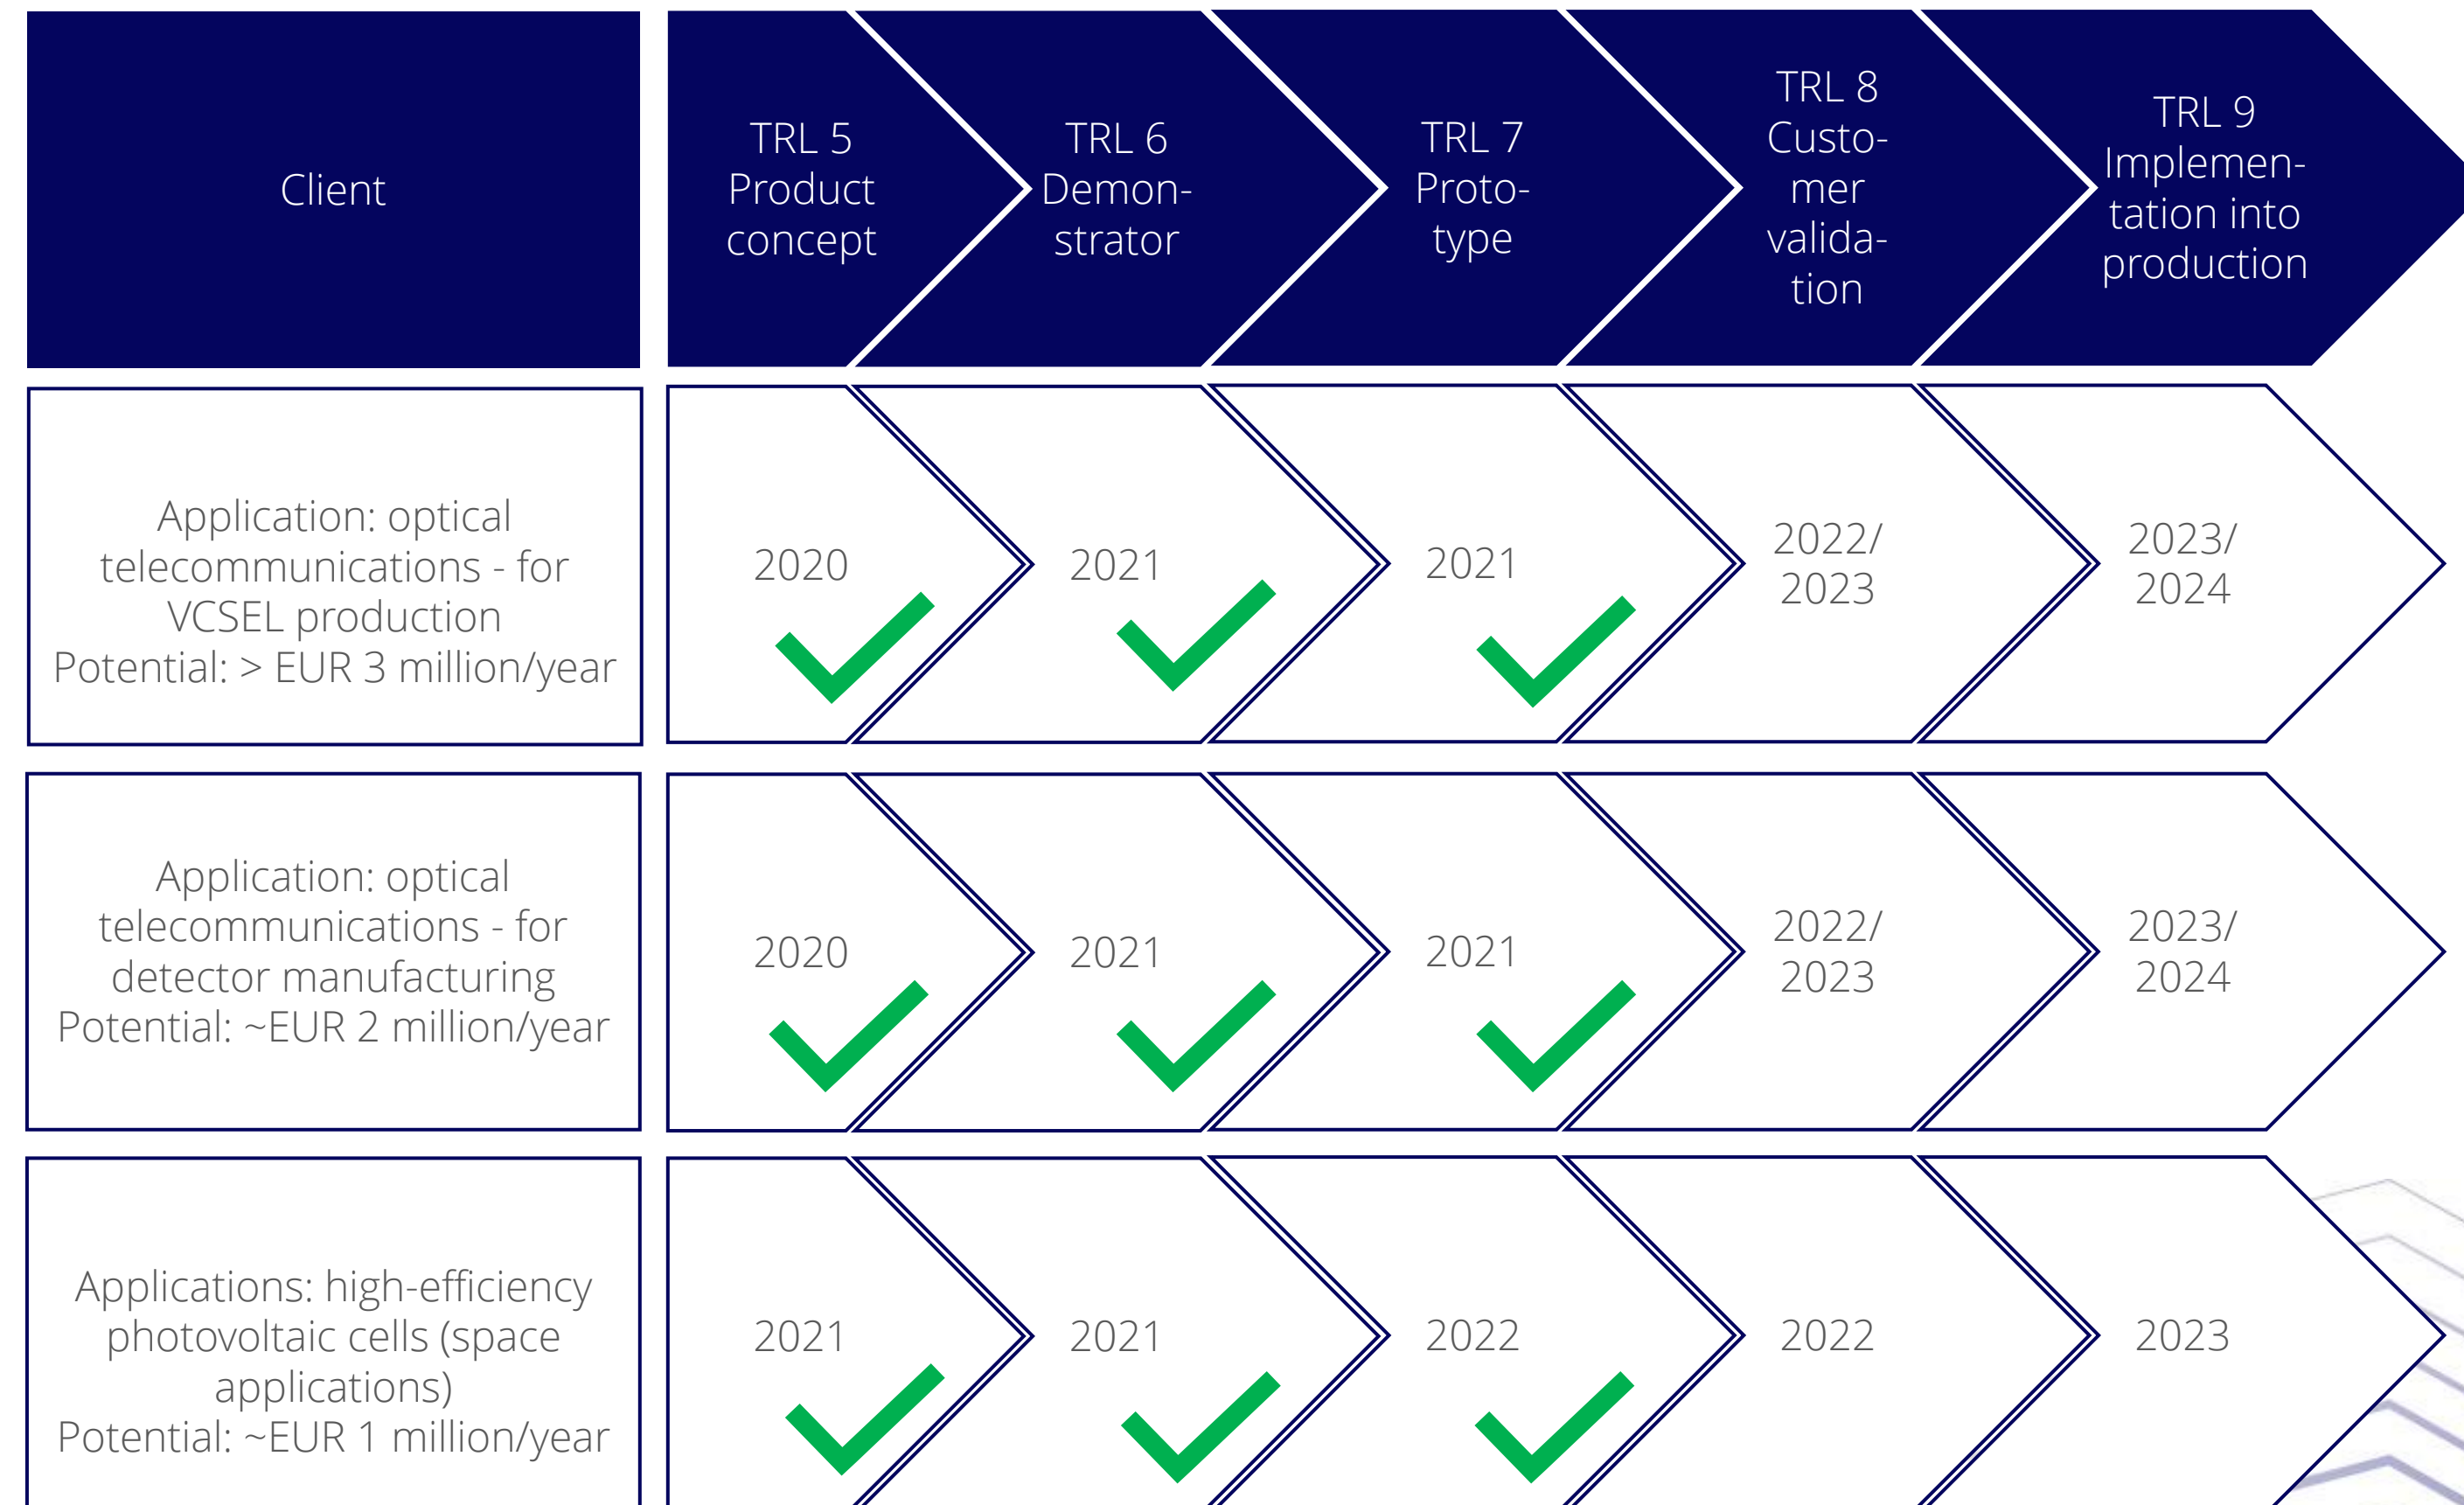 Client
TRL 5
Product
concept
TRL 6
Demon-
strator
TRL 7
Proto-
type
TRL 8
Custo-
mer
valida-
tion
TRL 9
Implemen-
tation into
production
Application: optical
telecommunications - for
VCSEL production
Potential: > EUR 3 million/year
2020
2021
2021
2022/
2023
2023/
2024
Application: optical
telecommunications - for
detector manufacturing
Potential: ~EUR 2 million/year
2020
2021
2021
2022/
2023
2023/
2024
Applications: high-efficiency
photovoltaic cells (space
applications)
Potential: ~EUR 1 million/year
2021
2021
2022
2022
2023